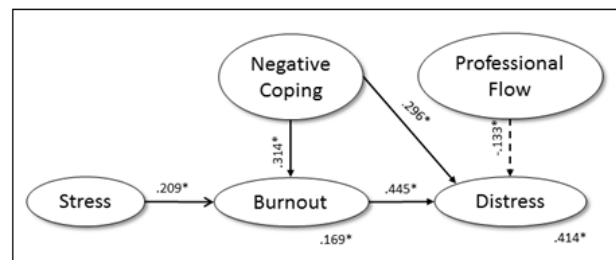 Negative
Coping
Professional
Flow
.296*
-.133*
.314*
Stress
.209*
Burnout
.445*
Distress
.169*
.414*